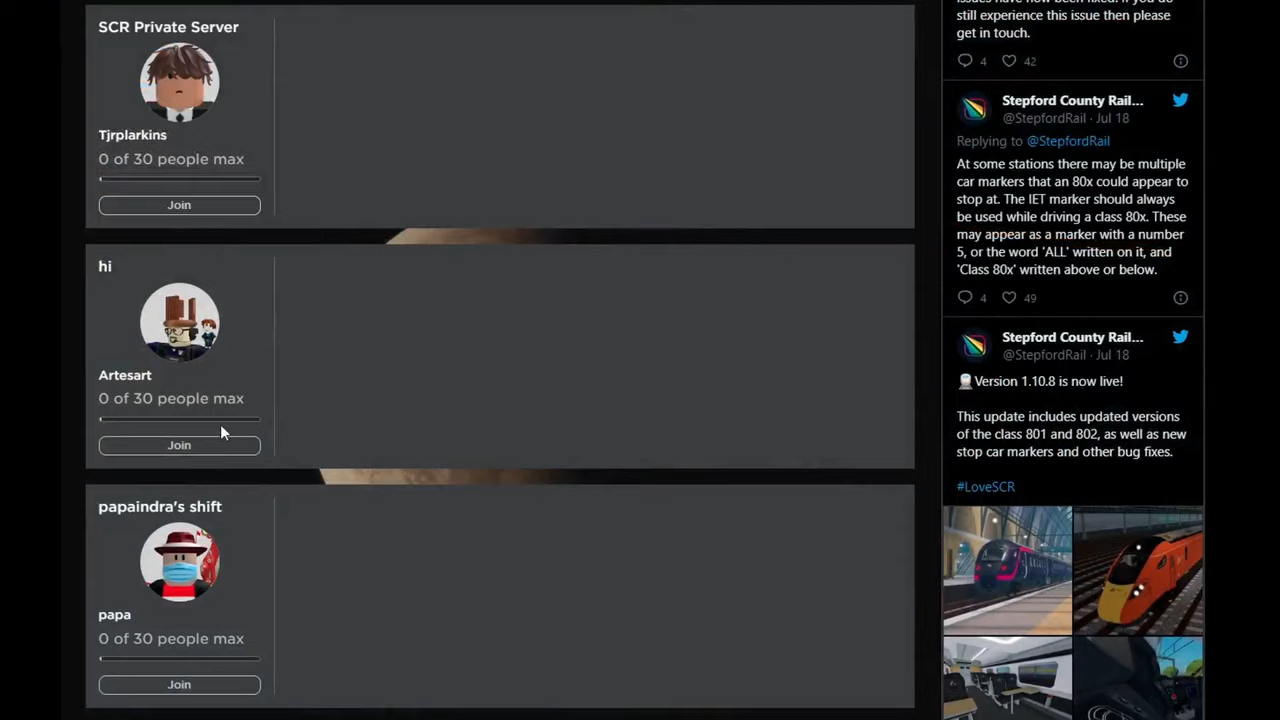 SCR Private Server
Tjrplarkins
0 of 30 people max
Join
hi
Artesart
0 of 30 people max
Join
papaindra's shift
papa
0 of 30 people max
Join
still experience this issue then please
get in touch.
4 42
Stepford County Rail...
@StepfordRail · Jul 18
Replying to @StepfordRail
At some stations there may be multiple
car markers that an 80x could appear to
stop at. The IET marker should always
be used while driving a class 80x. These
may appear as a marker with a number
5, or the word 'ALL' written on it, and
'Class 80x' written above or below.
4 49
Stepford County Rail...
@StepfordRail · Jul 18
Version 1.10.8 is now live!
This update includes updated versions
of the class 801 and 802, as well as new
stop car markers and other bug fixes.
#LoveSCR